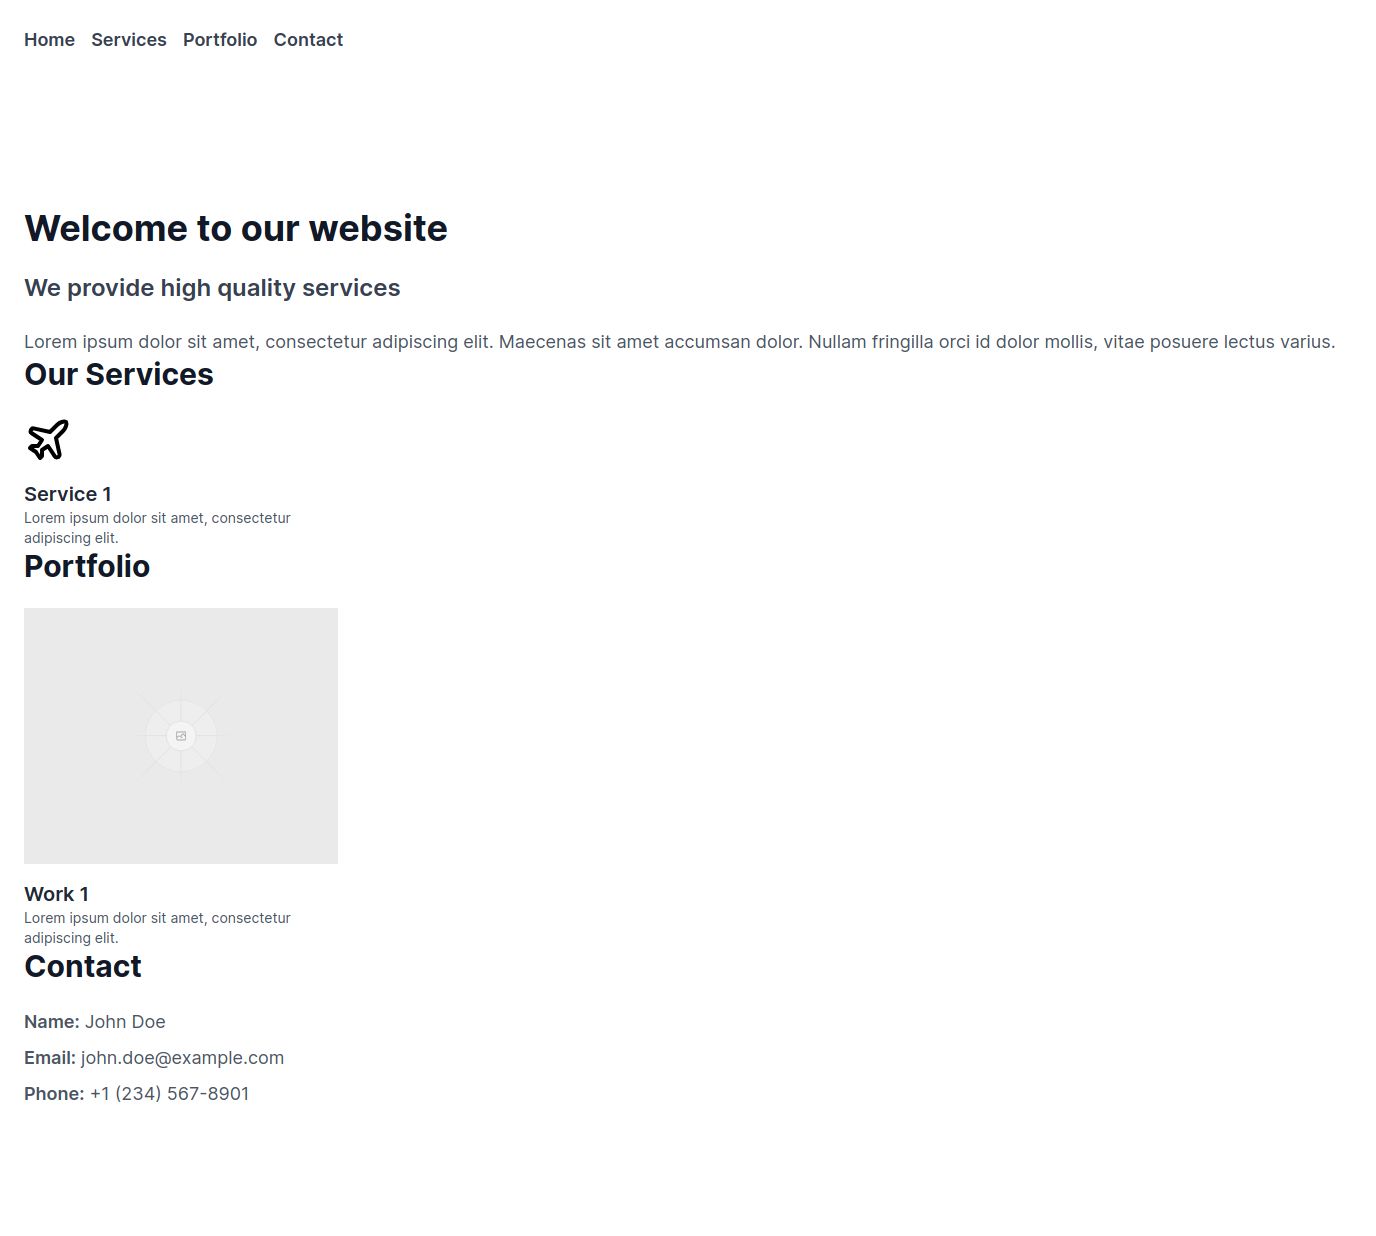 Home Services Portfolio Contact
Welcome to our website
We provide high quality services
Lorem ipsum dolor sit amet, consectetur adipiscing elit. Maecenas sit amet accumsan dolor. Nullam fringilla orci id dolor mollis, vitae posuere lectus varius.
Our Services
Service 1
Lorem ipsum dolor sit amet, consectetur
adipiscing elit.
Portfolio
Work 1
Lorem ipsum dolor sit amet, consectetur
adipiscing elit.
Contact
Name: John Doe
Email: john.doe@example.com
Phone: +1 (234) 567-8901